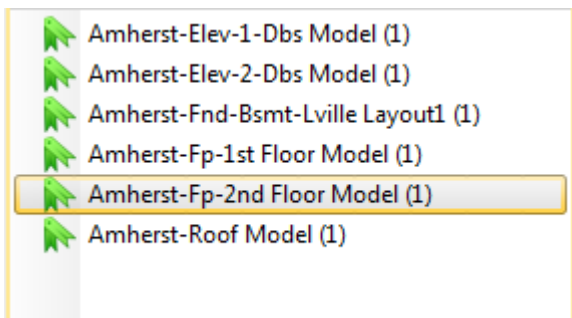 Amherst-Elev-1-Dbs Model (1)
Amherst-Elev-2-Dbs Model (1)
Amherst-Fnd-Bsmt-Lville Layout1 (1)
Amherst-Fp-1st Floor Model (1)
Amherst-Fp-2nd Floor Model (1)
Amherst-Roof Model (1)